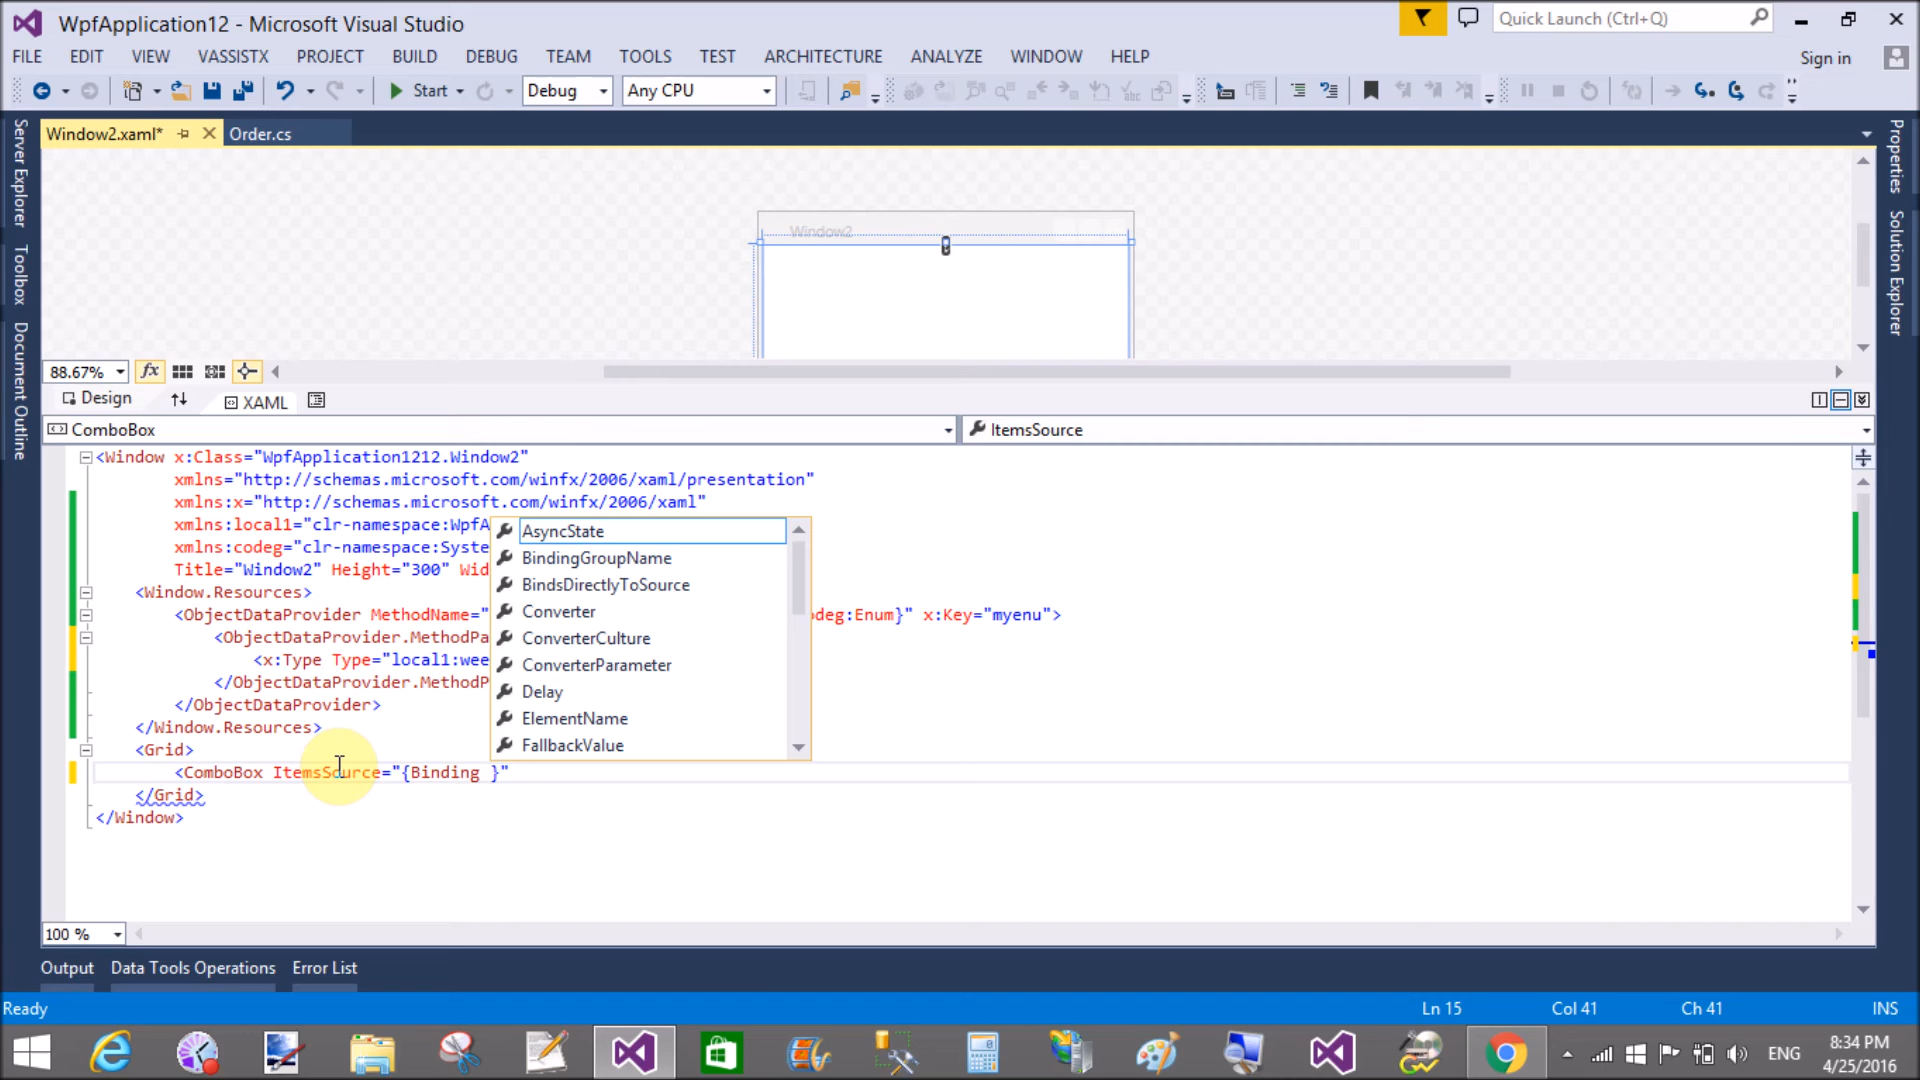 WpfApplication12 - Microsoft Visual Studio
Quick Launch (Ctrl+Q)
FILE EDIT VIEW VASSISTX PROJECT BUILD DEBUG TEAM TOOLS TEST ARCHITECTURE ANALYZE WINDOW HELP
Sign in
Start Debug Any CPU
Window2.xaml* Order.cs
Server Explorer
Toolbox
Document Outline
Properties
Solution Explorer
Window2
88.67% fx
Design XAML
ComboBox ItemsSource
<Window x:Class="WpfApplication1212.Window2"
xmlns="http://schemas.microsoft.com/winfx/2006/xaml/presentation"
xmlns:x="http://schemas.microsoft.com/winfx/2006/xaml"
xmlns:local1="clr-namespace:WpfA
xmlns:codeg="clr-namespace:Syste
Title="Window2" Height="300" Wid
<Window.Resources>
<ObjectDataProvider MethodName=" deg:Enum}" x:Key="myenu">
<ObjectDataProvider.MethodPa
<x:Type Type="local1:wee
</ObjectDataProvider.MethodP
</ObjectDataProvider>
</Window.Resources>
<Grid>
<ComboBox ItemsSource="{Binding }"
</Grid>
</Window>
AsyncState
BindingGroupName
BindsDirectlyToSource
Converter
ConverterCulture
ConverterParameter
Delay
ElementName
FallbackValue
100 %
Output Data Tools Operations Error List
Ready Ln 15 Col 41 Ch 41 INS
ENG
8:34 PM
4/25/2016